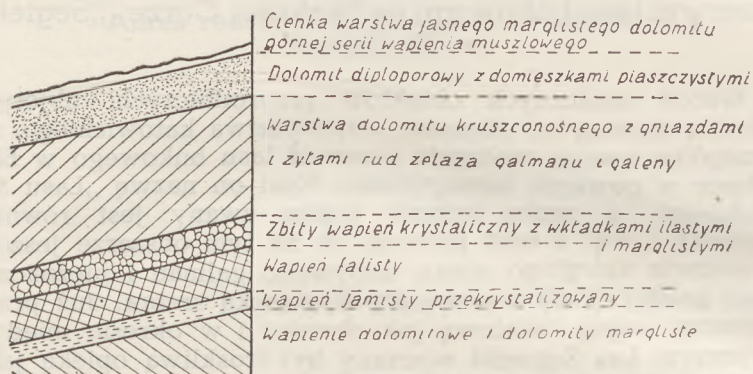 Cienka warstwa jasnego marglistego dolomitu
górnej serii wapienia muszlowego
Dolomit diploporowy z domieszkami piaszczystymi
Warstwa dolomitu kruszconośnego z gniazdami
i żyłami rud żelaza galmanu i galeny
Zbity wapień krystaliczny z wkładkami ilastymi
i marglistymi
Wapień falisty
Wapień jamisty przekrystalizowany
Wapienie dolomitowe i dolomity margliste